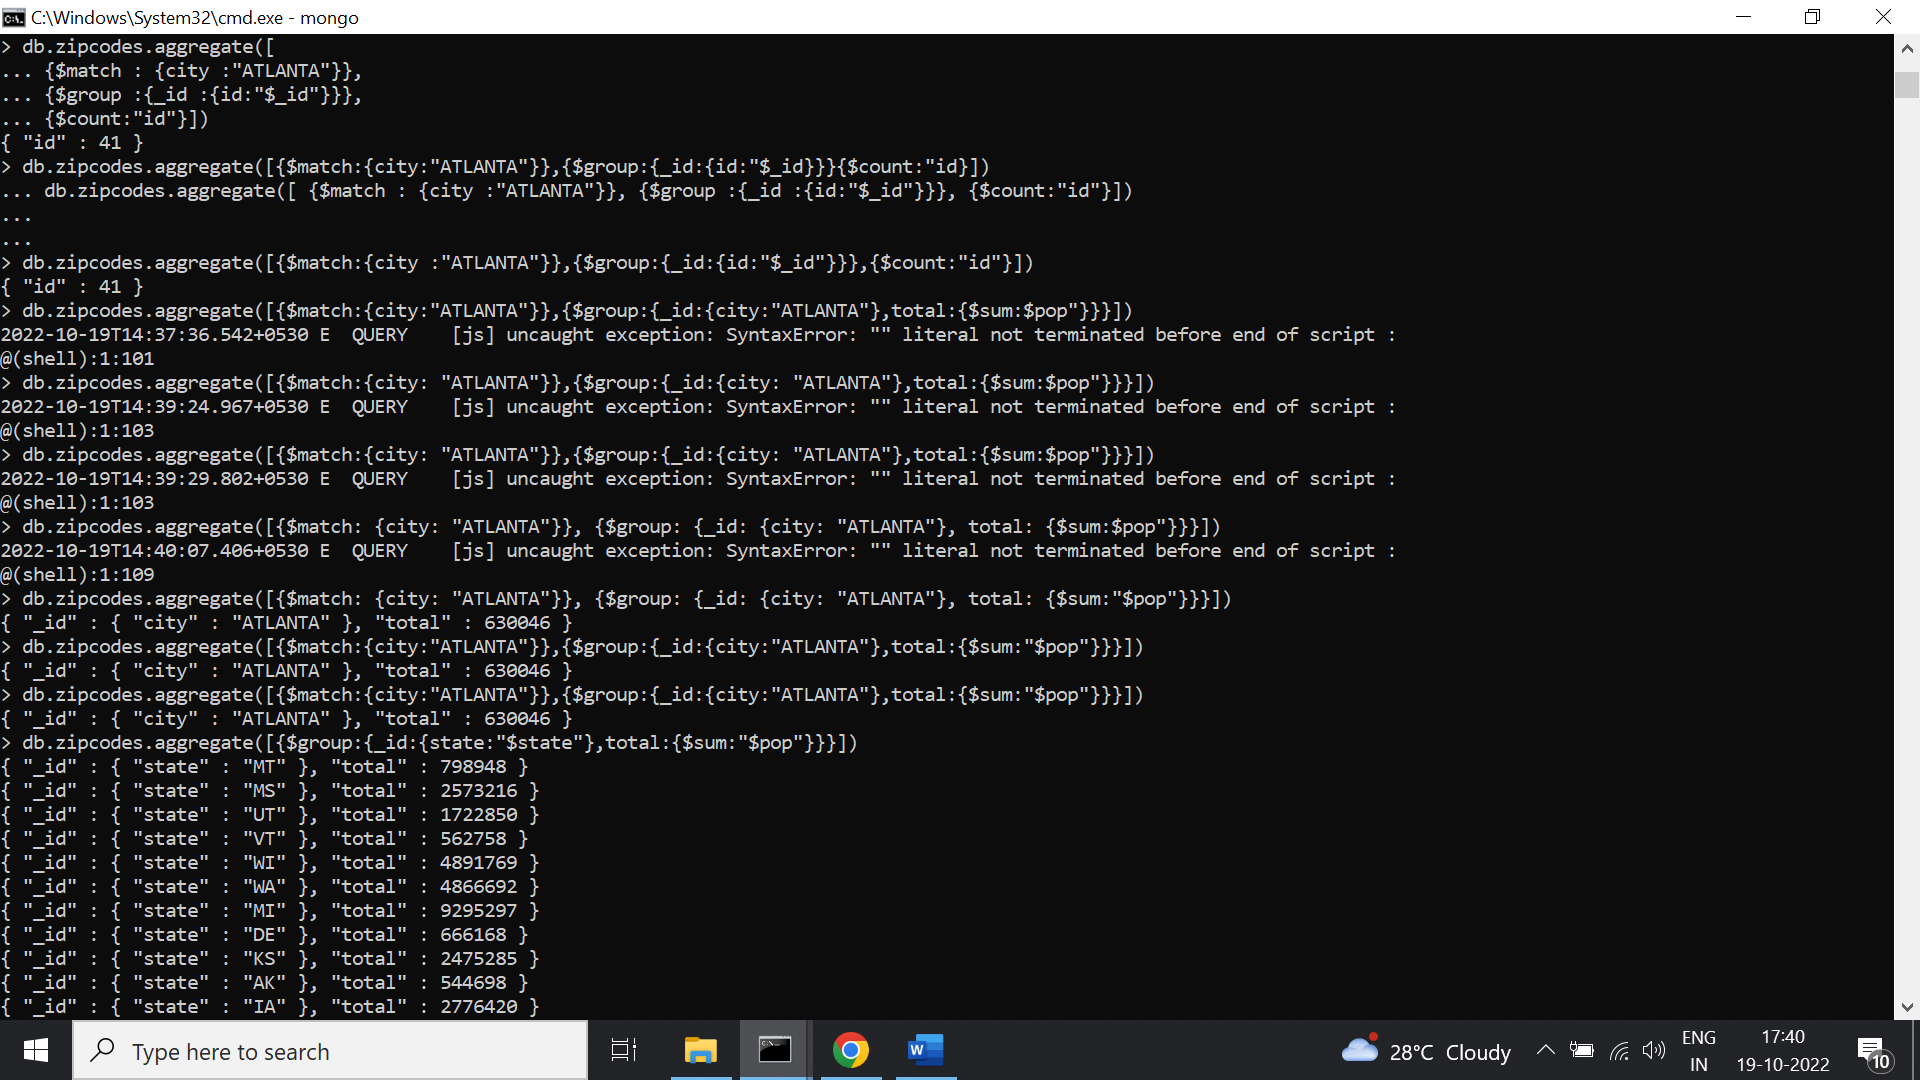 C:\Windows\System32\cmd.exe - mongo
> db.zipcodes.aggregate([
... {$match : {city :"ATLANTA"}},
... {$group :{_id :{id:"$_id"}}},
... {$count:"id"}])
{ "id" : 41 }
> db.zipcodes.aggregate([{$match:{city:"ATLANTA"}},{$group:{_id:{id:"$_id}}}{$count:"id}])
... db.zipcodes.aggregate([ {$match : {city :"ATLANTA"}}, {$group :{_id :{id:"$_id"}}}, {$count:"id"}])
...
...
> db.zipcodes.aggregate([{$match:{city :"ATLANTA"}},{$group:{_id:{id:"$_id"}}},{$count:"id"}])
{ "id" : 41 }
> db.zipcodes.aggregate([{$match:{city:"ATLANTA"}},{$group:{_id:{city:"ATLANTA"},total:{$sum:$pop"}}}])
2022-10-19T14:37:36.542+0530 E  QUERY    [js] uncaught exception: SyntaxError: "" literal not terminated before end of script :
@(shell):1:101
> db.zipcodes.aggregate([{$match:{city: "ATLANTA"}},{$group:{_id:{city: "ATLANTA"},total:{$sum:$pop"}}}])
2022-10-19T14:39:24.967+0530 E  QUERY    [js] uncaught exception: SyntaxError: "" literal not terminated before end of script :
@(shell):1:103
> db.zipcodes.aggregate([{$match:{city: "ATLANTA"}},{$group:{_id:{city: "ATLANTA"},total:{$sum:$pop"}}}])
2022-10-19T14:39:29.802+0530 E  QUERY    [js] uncaught exception: SyntaxError: "" literal not terminated before end of script :
@(shell):1:103
> db.zipcodes.aggregate([{$match: {city: "ATLANTA"}}, {$group: {_id: {city: "ATLANTA"}, total: {$sum:$pop"}}}])
2022-10-19T14:40:07.406+0530 E  QUERY    [js] uncaught exception: SyntaxError: "" literal not terminated before end of script :
@(shell):1:109
> db.zipcodes.aggregate([{$match: {city: "ATLANTA"}}, {$group: {_id: {city: "ATLANTA"}, total: {$sum:"$pop"}}}])
{ "_id" : { "city" : "ATLANTA" }, "total" : 630046 }
> db.zipcodes.aggregate([{$match:{city:"ATLANTA"}},{$group:{_id:{city:"ATLANTA"},total:{$sum:"$pop"}}}])
{ "_id" : { "city" : "ATLANTA" }, "total" : 630046 }
> db.zipcodes.aggregate([{$match:{city:"ATLANTA"}},{$group:{_id:{city:"ATLANTA"},total:{$sum:"$pop"}}}])
{ "_id" : { "city" : "ATLANTA" }, "total" : 630046 }
> db.zipcodes.aggregate([{$group:{_id:{state:"$state"},total:{$sum:"$pop"}}}])
{ "_id" : { "state" : "MT" }, "total" : 798948 }
{ "_id" : { "state" : "MS" }, "total" : 2573216 }
{ "_id" : { "state" : "UT" }, "total" : 1722850 }
{ "_id" : { "state" : "VT" }, "total" : 562758 }
{ "_id" : { "state" : "WI" }, "total" : 4891769 }
{ "_id" : { "state" : "WA" }, "total" : 4866692 }
{ "_id" : { "state" : "MI" }, "total" : 9295297 }
{ "_id" : { "state" : "DE" }, "total" : 666168 }
{ "_id" : { "state" : "KS" }, "total" : 2475285 }
{ "_id" : { "state" : "AK" }, "total" : 544698 }
{ "_id" : { "state" : "IA" }, "total" : 2776420 }
Type here to search
28°C Cloudy
ENG
IN
17:40
19-10-2022
10